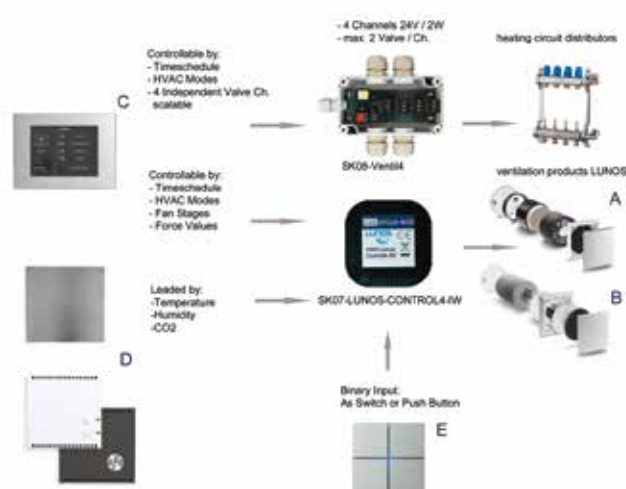 - 4 Channels 24V / 2W
- max. 2 Valve / Ch.
heating circuit distributors
Controllable by:
- Timeschedule
- HVAC Modes
- 4 Independent Valve Ch.
scalable
C
SK08-Ventil4
ventilation products LUNOS
Controllable by:
- Timeschedule
- HVAC Modes
- Fan Stages
- Force Values
A
LUNOS
B
Leaded by:
-Temperature
-Humidity
-CO2
SK07-LUNOS-CONTROL4-IW
D
Binary Input:
As Switch or Push Button
E